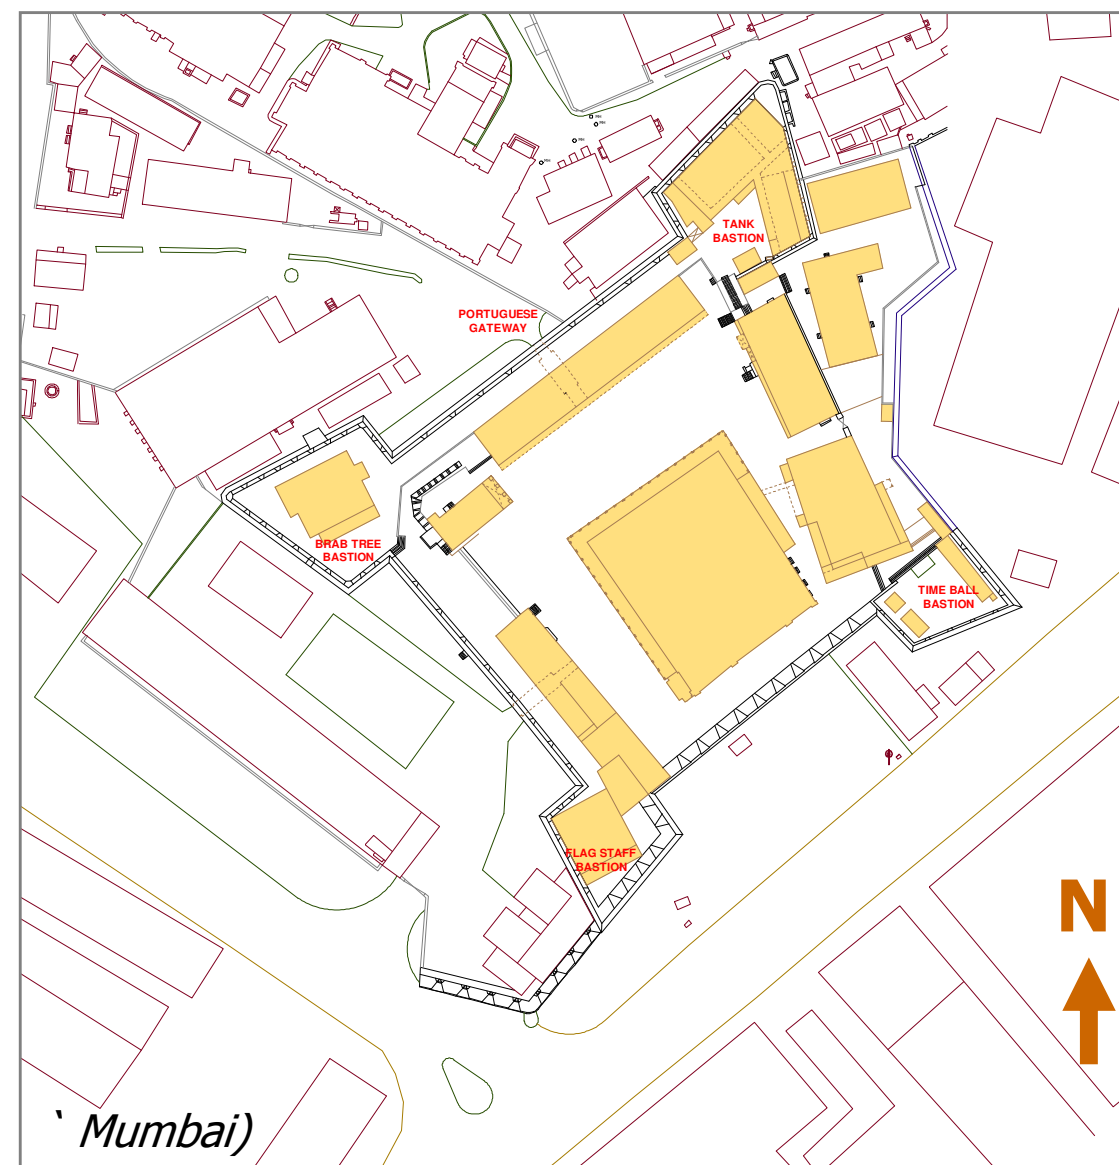 TANK
BASTION
PORTUGUESE
GATEWAY
BRAB TREE
BASTION
TIME BALL
BASTION
FLAG STAFF
BASTION
N
` Mumbai)